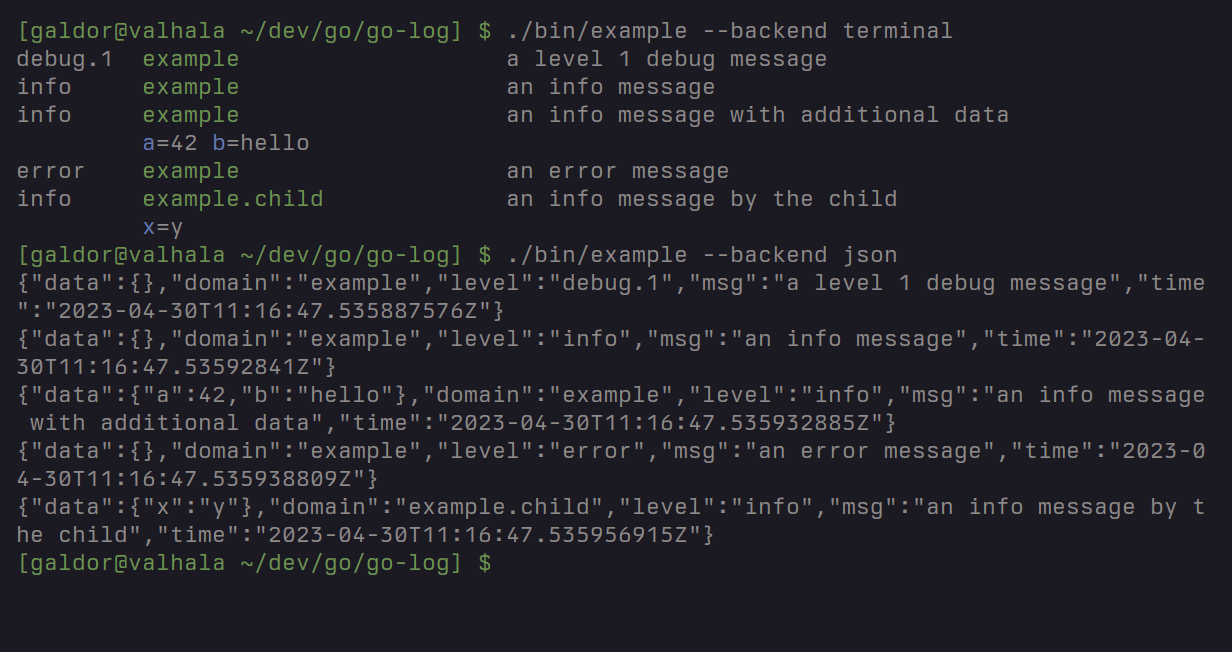 [galdor@valhala ~/dev/go/go-log] $ ./bin/example --backend terminal
debug.1  example                   a level 1 debug message
info     example                   an info message
info     example                   an info message with additional data
         a=42 b=hello
error    example                   an error message
info     example.child             an info message by the child
         x=y
[galdor@valhala ~/dev/go/go-log] $ ./bin/example --backend json
{"data":{},"domain":"example","level":"debug.1","msg":"a level 1 debug message","time
":"2023-04-30T11:16:47.535887576Z"}
{"data":{},"domain":"example","level":"info","msg":"an info message","time":"2023-04-
30T11:16:47.53592841Z"}
{"data":{"a":42,"b":"hello"},"domain":"example","level":"info","msg":"an info message
 with additional data","time":"2023-04-30T11:16:47.535932885Z"}
{"data":{},"domain":"example","level":"error","msg":"an error message","time":"2023-0
4-30T11:16:47.535938809Z"}
{"data":{"x":"y"},"domain":"example.child","level":"info","msg":"an info message by t
he child","time":"2023-04-30T11:16:47.535956915Z"}
[galdor@valhala ~/dev/go/go-log] $